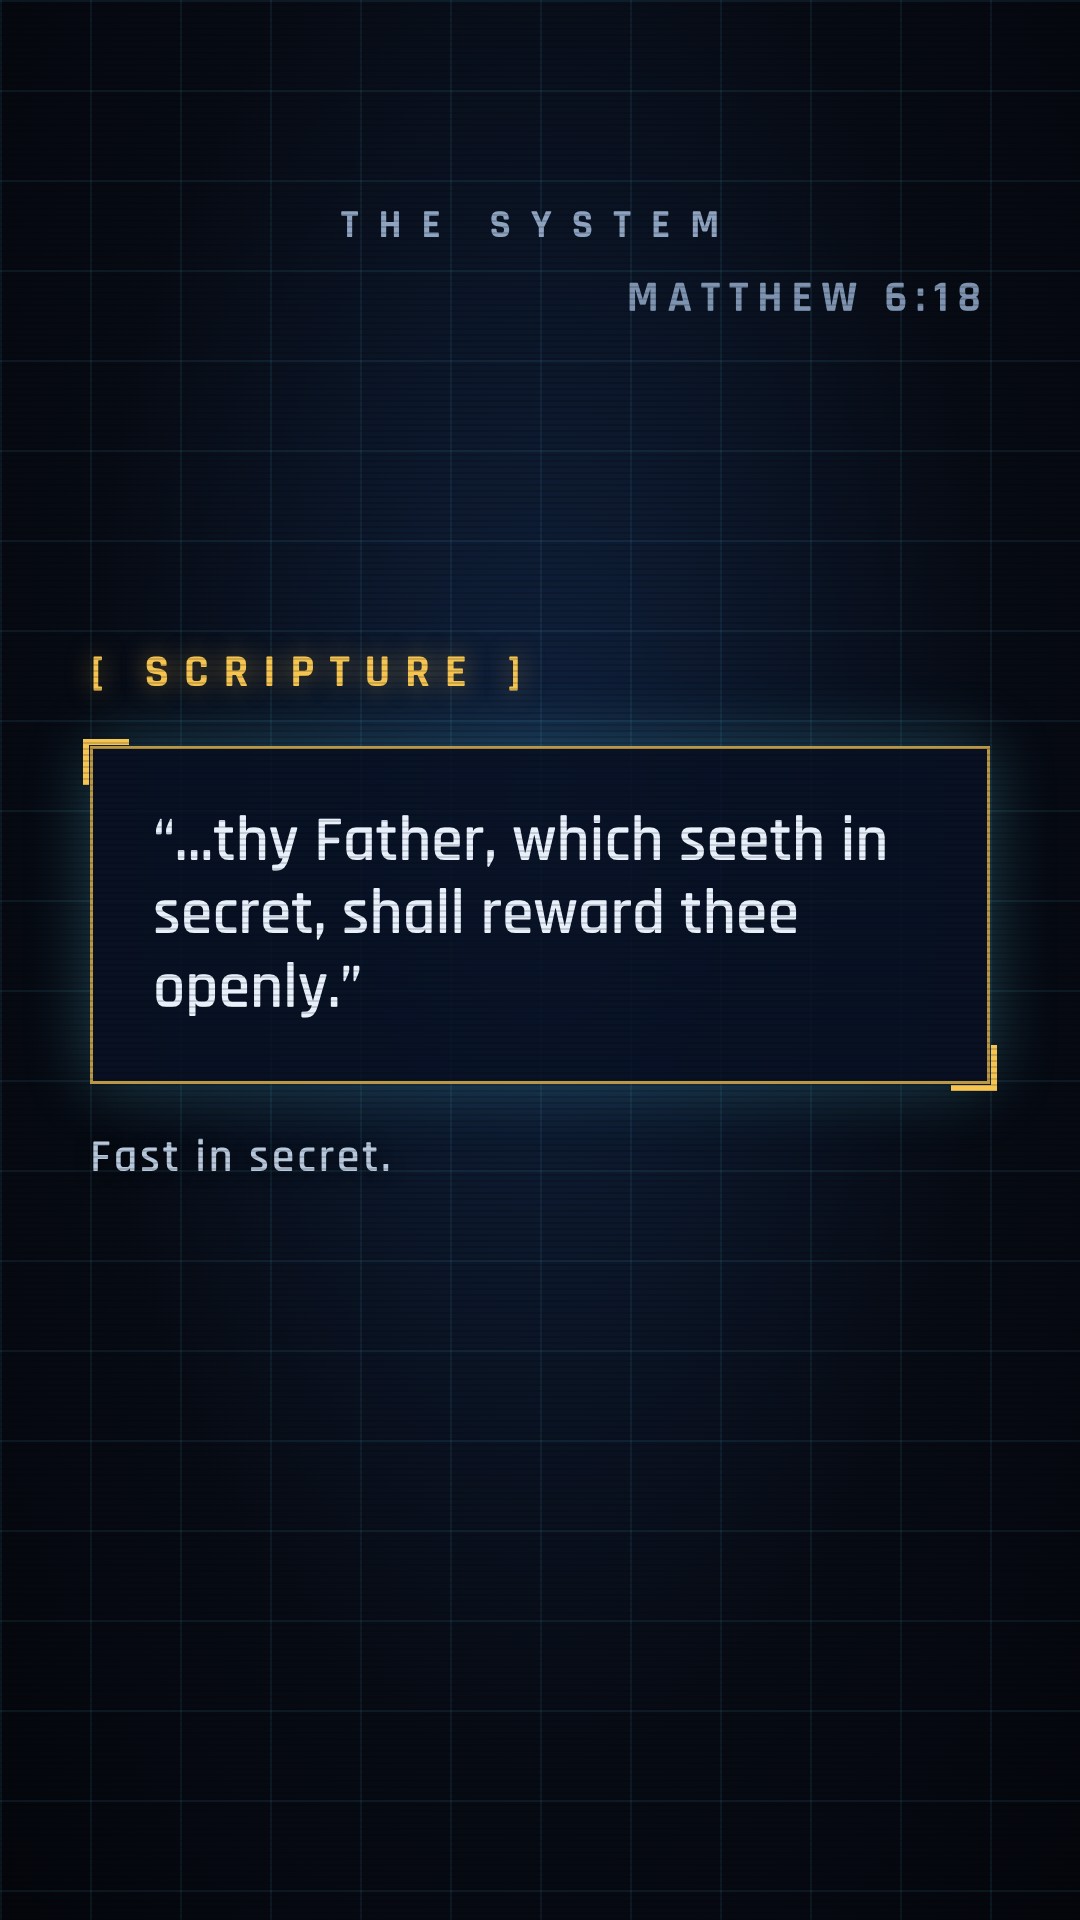 THE SYSTEM
MATTHEW 6:18
[ SCRIPTURE ]
“…thy Father, which seeth in
secret, shall reward thee
openly.”
Fast in secret.